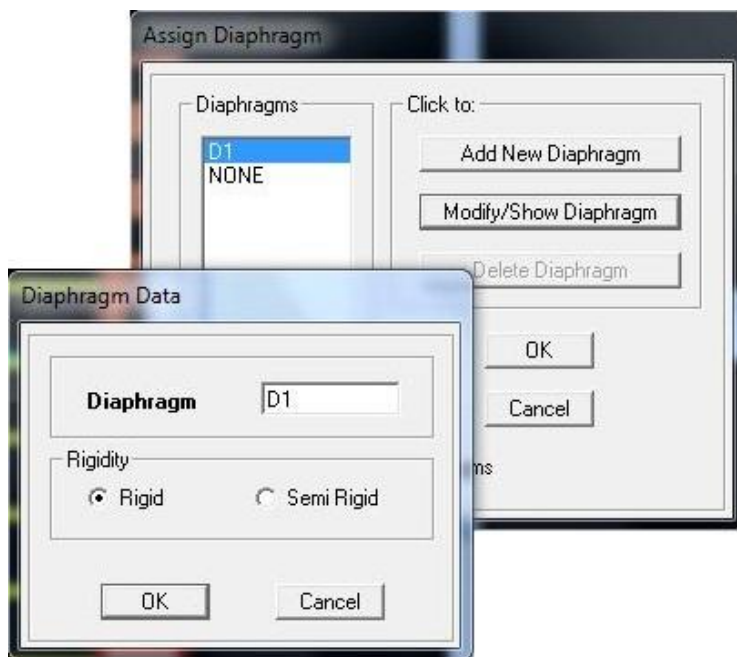 Assign Diaphragm
Diaphragms
D1
NONE
Click to:
Add New Diaphragm
Modify/Show Diaphragm
Delete Diaphragm
OK
Cancel
ms
Diaphragm Data
Diaphragm
D1
Rigidity
Rigid
Semi Rigid
OK
Cancel